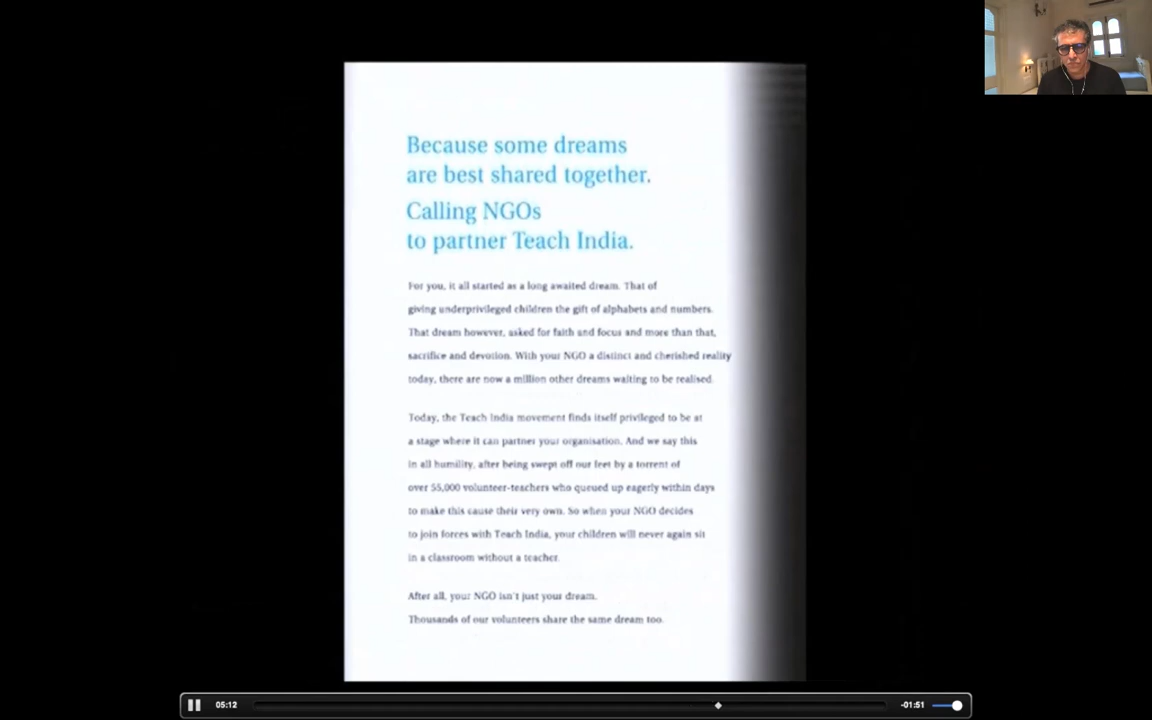 Because some dreams
are best shared together.
Calling NGOs
to partner Teach India.
For you, it all started as a long awaited dream. That of
giving underprivileged children the gift of alphabets and numbers.
That dream however, asked for faith and focus and more than that,
sacrifice and devotion. With your NGO a distinct and cherished reality
today, there are now a million other dreams waiting to be realised.
Today, the Teach India movement finds itself privileged to be at
a stage where it can partner your organisation. And we say this
in all humility, after being swept off our feet by a torrent of
over 55,000 volunteer-teachers who queued up eagerly within days
to make this cause their very own. So when your NGO decides
to join forces with Teach India, your children will never again sit
in a classroom without a teacher.
After all, your NGO isn't just your dream.
Thousands of our volunteers share the same dream too.
05:12
-01:51